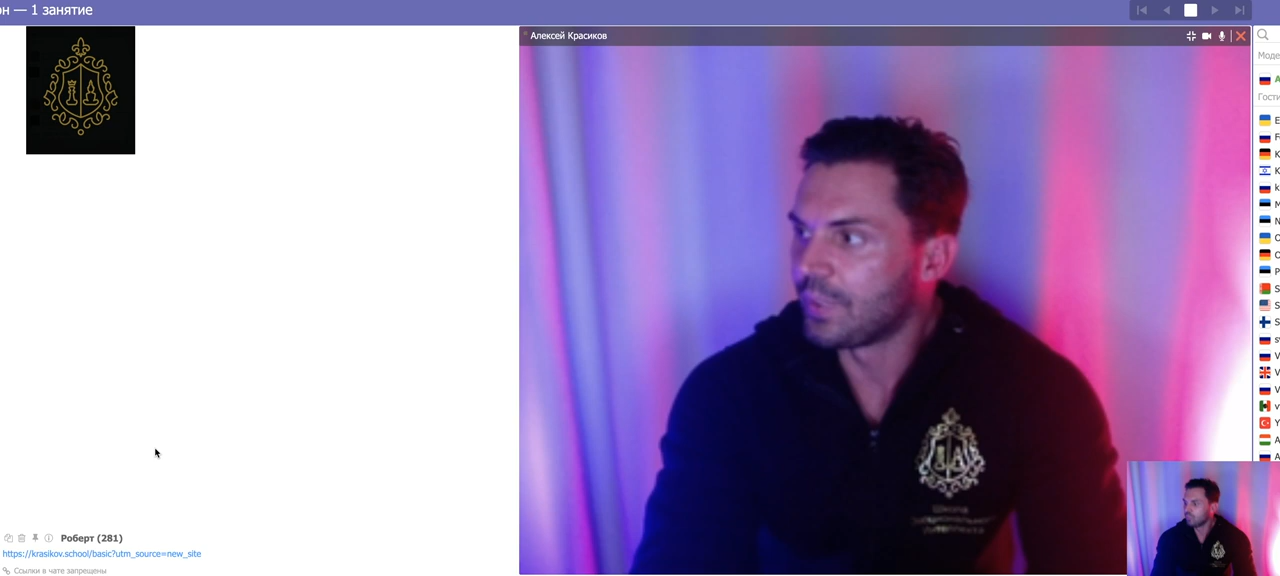 он — 1 занятие
Алексей Красиков
Моде
Гости
Роберт (281)
https://krasikov.school/basic?utm_source=new_site
Ссылки в чате запрещены